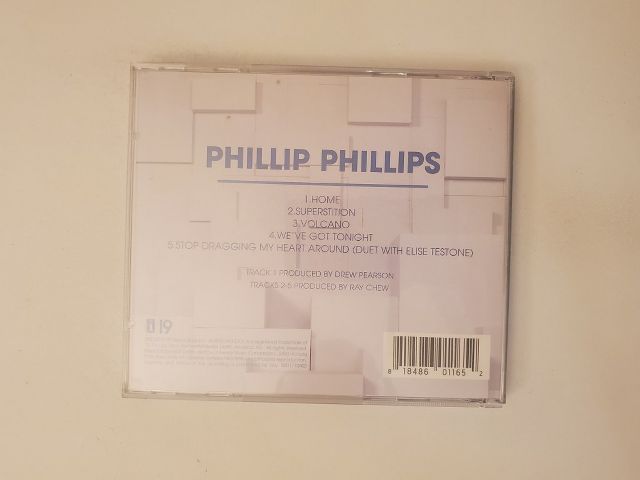 PHILLIP PHILLIPS
1.HOME
2.SUPERSTITION
3.VOLCANO
4.WE'VE GOT TONIGHT
5.STOP DRAGGING MY HEART AROUND (DUET WITH ELISE TESTONE)
TRACK 1 PRODUCED BY DREW PEARSON
TRACKS 2-5 PRODUCED BY RAY CHEW
19
8 18486 01165 2